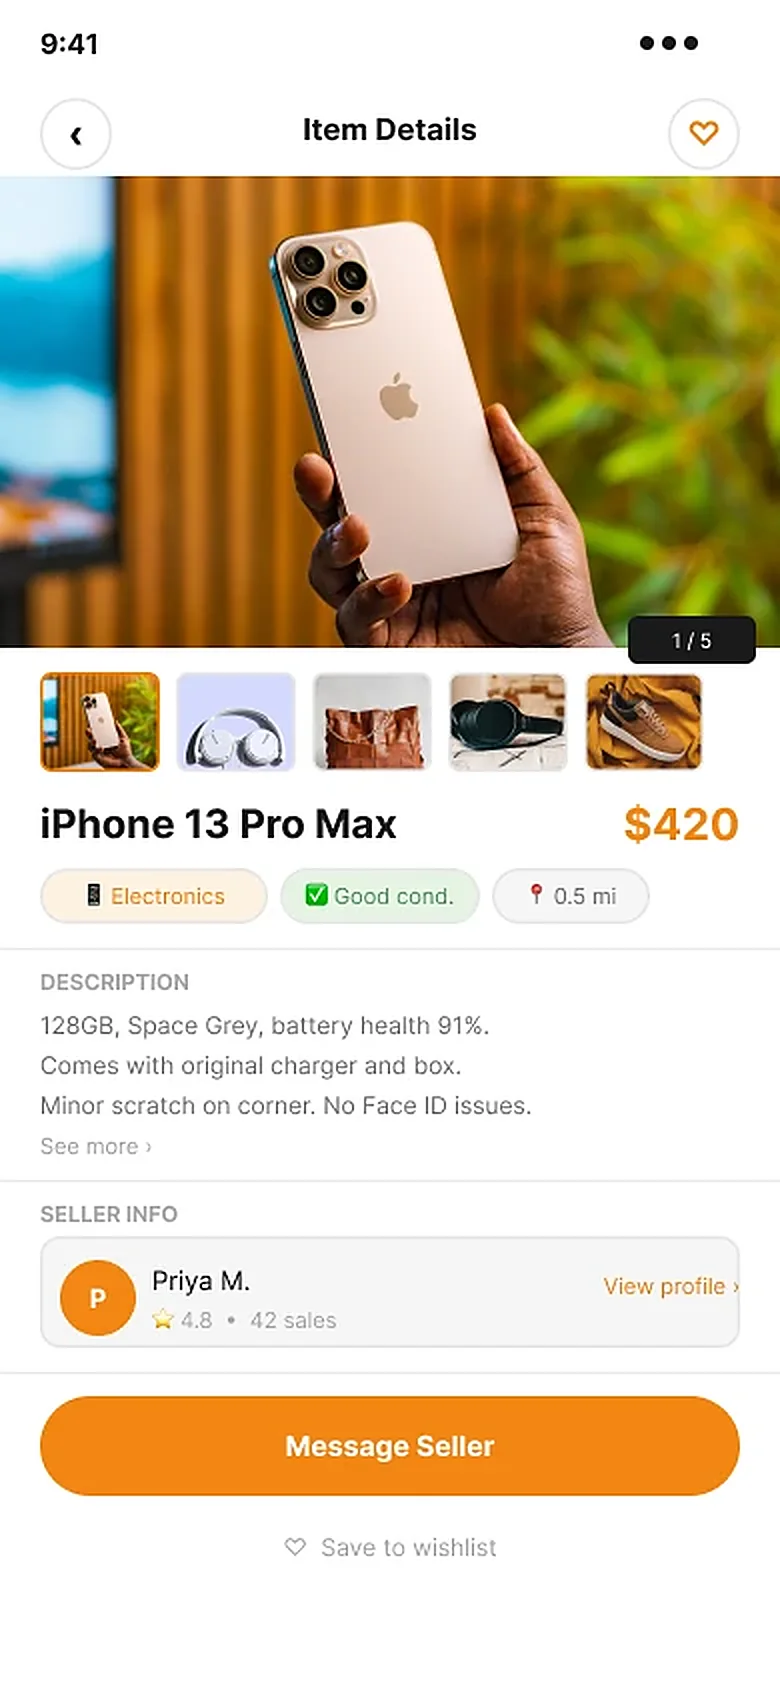 9:41
Item Details
1 / 5
iPhone 13 Pro Max
$420
Electronics
Good cond.
0.5 mi
DESCRIPTION
128GB, Space Grey, battery health 91%.
Comes with original charger and box.
Minor scratch on corner. No Face ID issues.
See more ›
SELLER INFO
P
Priya M.
View profile ›
4.8 • 42 sales
Message Seller
Save to wishlist